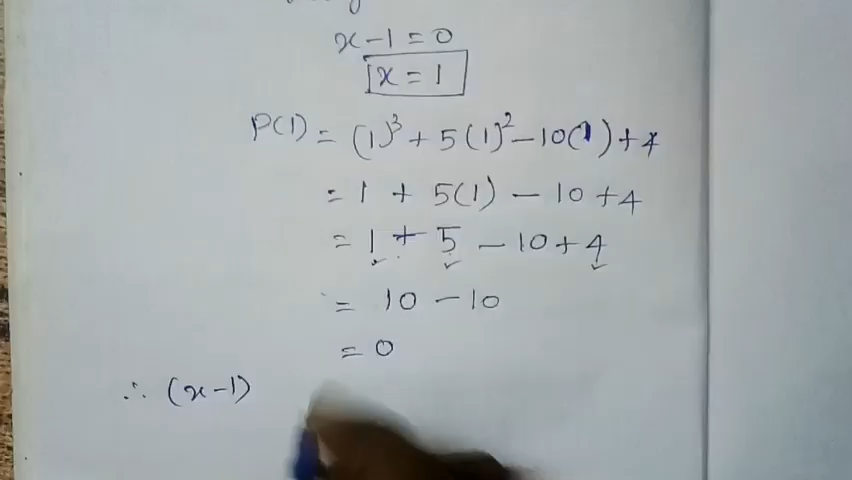 x-1=0
x=1
P(1) = (1)³ + 5(1)² - 10(1) + 4
= 1 + 5(1) - 10 + 4
= 1 + 5 - 10 + 4
= 10 - 10
= 0
∴ (x-1)